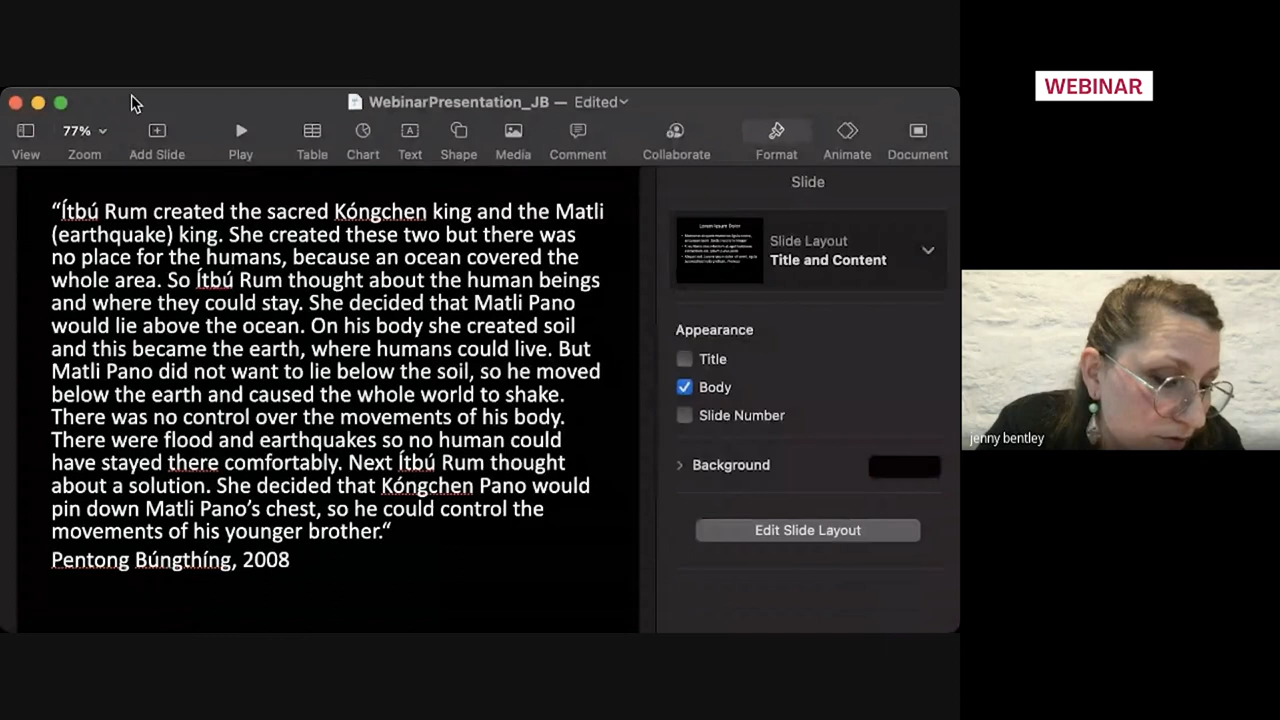 WEBINAR
WebinarPresentation_JB — Edited
77%
View
Zoom
Add Slide
Play
Table
Chart
Text
Shape
Media
Comment
Collaborate
Format
Animate
Document
“Ítbú Rum created the sacred Kóngchen king and the Matli
(earthquake) king. She created these two but there was
no place for the humans, because an ocean covered the
whole area. So Ítbú Rum thought about the human beings
and where they could stay. She decided that Matli Pano
would lie above the ocean. On his body she created soil
and this became the earth, where humans could live. But
Matli Pano did not want to lie below the soil, so he moved
below the earth and caused the whole world to shake.
There was no control over the movements of his body.
There were flood and earthquakes so no human could
have stayed there comfortably. Next Ítbú Rum thought
about a solution. She decided that Kóngchen Pano would
pin down Matli Pano’s chest, so he could control the
movements of his younger brother.“
Pentong Búngthíng, 2008
Slide
Lorem Ipsum Dolor
Slide Layout
Title and Content
Appearance
Title
Body
Slide Number
Background
Edit Slide Layout
jenny bentley